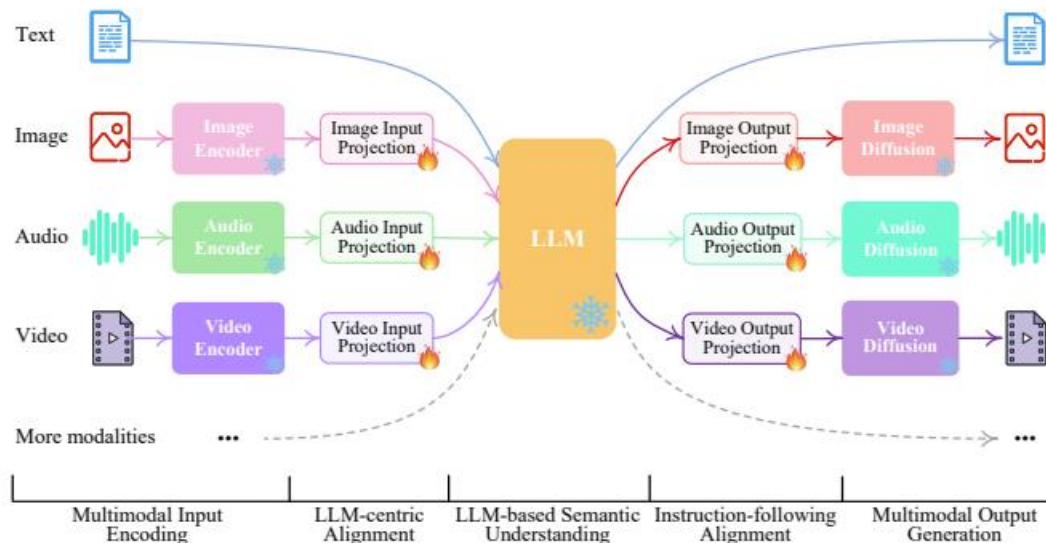 Text
Image
Image
Encoder
Image Input
Projection
Image Output
Projection
Image
Diffusion
Audio
Audio
Encoder
Audio Input
Projection
LLM
Audio Output
Projection
Audio
Diffusion
Video
Video
Encoder
Video Input
Projection
Video Output
Projection
Video
Diffusion
More modalities ... ...
Multimodal Input
Encoding
LLM-centric
Alignment
LLM-based Semantic
Understanding
Instruction-following
Alignment
Multimodal Output
Generation